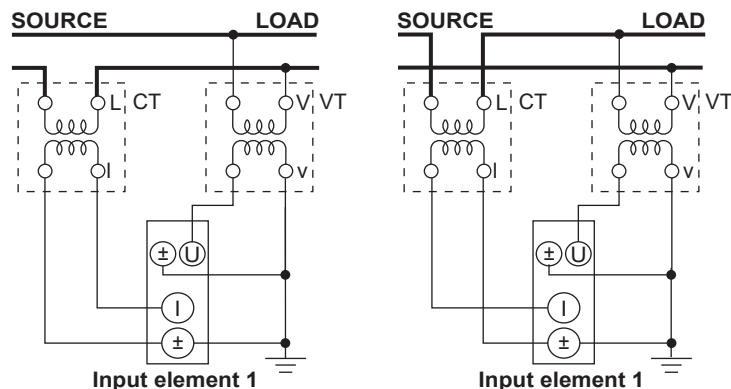 SOURCE LOAD
L CT V VT
l v
± U
I
±
Input element 1
SOURCE LOAD
L CT V VT
l v
± U
I
±
Input element 1